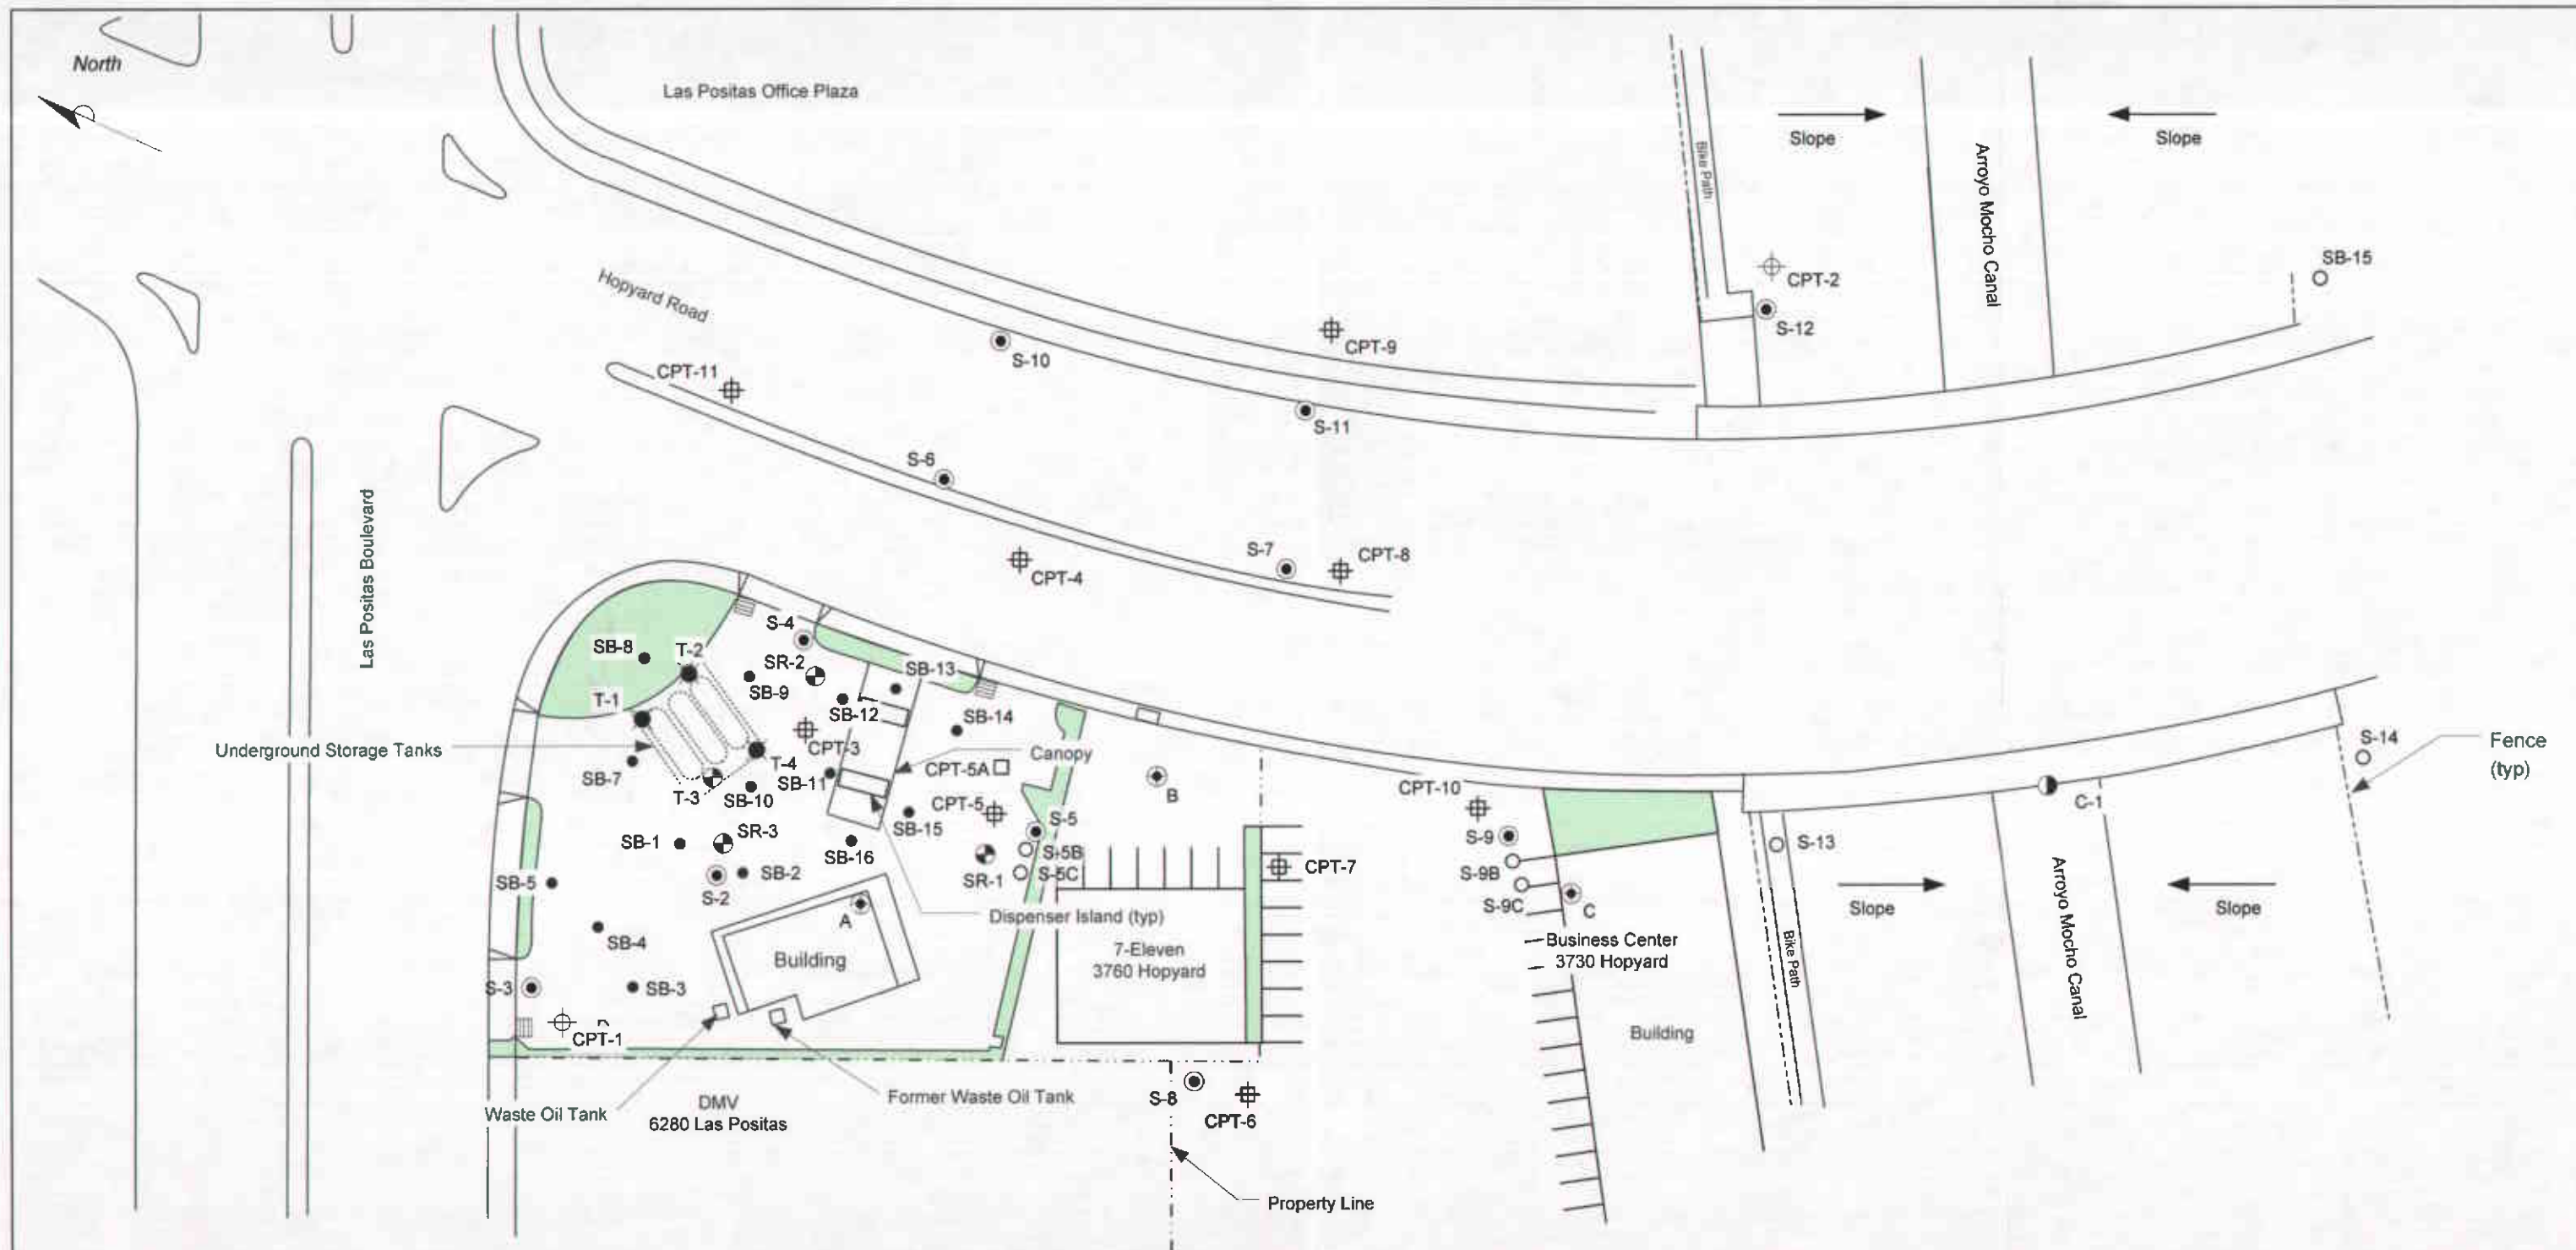 North
Las Positas Office Plaza
Slope
Slope
Bike Path
Arroyo Mocho Canal
SB-15
CPT-2
S-12
Hopyard Road
CPT-9
S-10
CPT-11
S-11
S-6
S-7
CPT-8
CPT-4
Las Positas Boulevard
S-4
SB-8
T-2
SR-2
SB-13
SB-9
T-1
SB-12
SB-14
CPT-3
Underground Storage Tanks
Canopy
T-4
CPT-5A
SB-7
SB-11
B
T-3
SB-10
CPT-5
CPT-10
C-1
S-14
Fence
(typ)
S-5
SB-15
SR-3
SB-1
S-9
S-13
SB-16
S-5B
S-9B
SB-2
S-5C
SR-1
CPT-7
SB-5
S-2
S-9C
C
Slope
Slope
Arroyo Mocho Canal
A
Dispenser Island (typ)
SB-4
Business Center
3730 Hopyard
Bike Path
7-Eleven
3760 Hopyard
Building
S-3
SB-3
Building
CPT-1
Former Waste Oil Tank
S-8
CPT-6
Waste Oil Tank
DMV
6280 Las Positas
Property Line